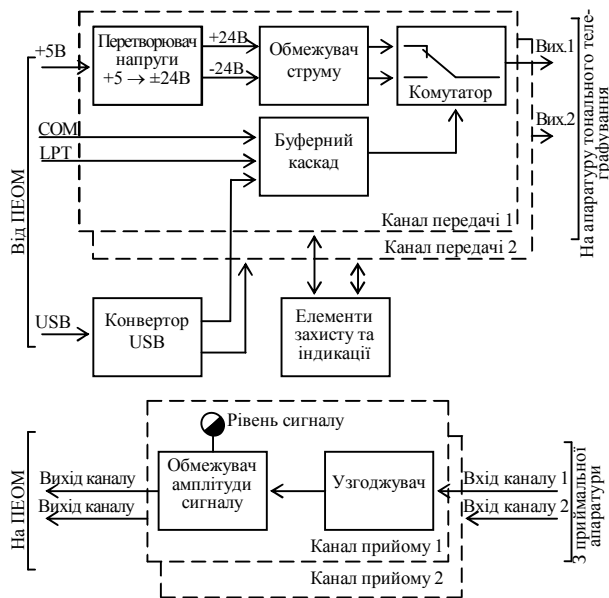 +5В
Перетворювач
напруги
+5 → ±24В
+24В
-24В
Обмежувач
струму
Комутатор
Вих.1
Вих.2
COM
LPT
Буферний
каскад
Канал передачі 1
Канал передачі 2
Від ПЕОМ
На апаратуру тонального теле-
графування
USB
Конвертор
USB
Елементи
захисту та
індикації
Рівень сигналу
На ПЕОМ
Вихід каналу
Вихід каналу
Обмежувач
амплітуди
сигналу
Узгоджувач
Вхід каналу 1
Вхід каналу 2
Канал прийому 1
Канал прийому 2
З приймальної
апаратури